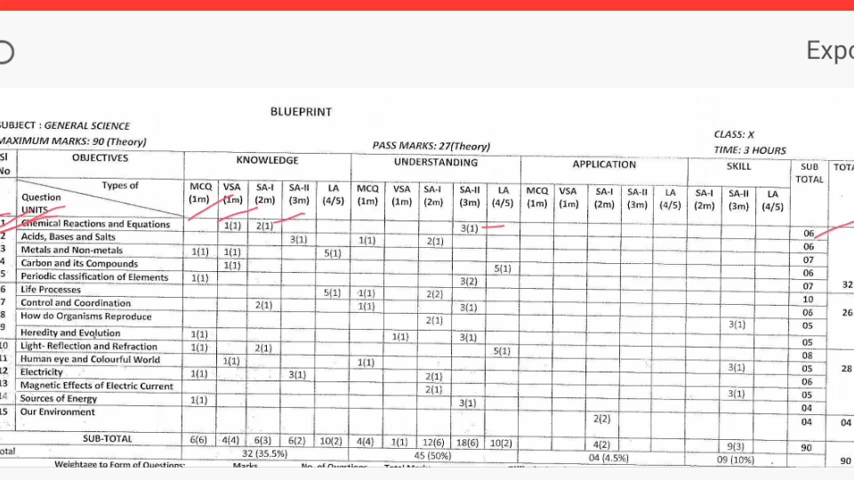 Expo
BLUEPRINT
SUBJECT : GENERAL SCIENCE
MAXIMUM MARKS: 90 (Theory)
PASS MARKS: 27(Theory)
CLASS: X
TIME: 3 HOURS
Sl No OBJECTIVES KNOWLEDGE UNDERSTANDING APPLICATION SKILL SUB TOTAL TOTA
Types of Question MCQ (1m) VSA (1m) SA-I (2m) SA-II (3m) LA (4/5) MCQ (1m) VSA (1m) SA-I (2m) SA-II (3m) LA (4/5) MCQ (1m) VSA (1m) SA-I (2m) SA-II (3m) LA (4/5) SA-I (2m) SA-II (3m) LA (4/5)
UNITS
1 Chemical Reactions and Equations 1(1) 2(1) 3(1) 06
2 Acids, Bases and Salts 3(1) 1(1) 2(1) 06
3 Metals and Non-metals 1(1) 1(1) 5(1) 07
4 Carbon and its Compounds 1(1) 5(1) 06
5 Periodic classification of Elements 1(1) 3(2) 07 32
6 Life Processes 5(1) 1(1) 2(2) 10
7 Control and Coordination 2(1) 1(1) 3(1) 06 26
8 How do Organisms Reproduce 2(1) 3(1) 05
9 Heredity and Evolution 1(1) 1(1) 3(1) 05
10 Light- Reflection and Refraction 1(1) 2(1) 5(1) 08
11 Human eye and Colourful World 1(1) 1(1) 3(1) 05 28
12 Electricity 1(1) 3(1) 2(1) 06
13 Magnetic Effects of Electric Current 2(1) 3(1) 05
14 Sources of Energy 1(1) 3(1) 04
15 Our Environment 2(2) 04 04
SUB-TOTAL 6(6) 4(4) 6(3) 6(2) 10(2) 4(4) 1(1) 12(6) 18(6) 10(2) 4(2) 9(3) 90
otal 32 (35.5%) 45 (50%) 04 (4.5%) 09 (10%) 90
Weightage to Form of Questions: Marks No. of Questions